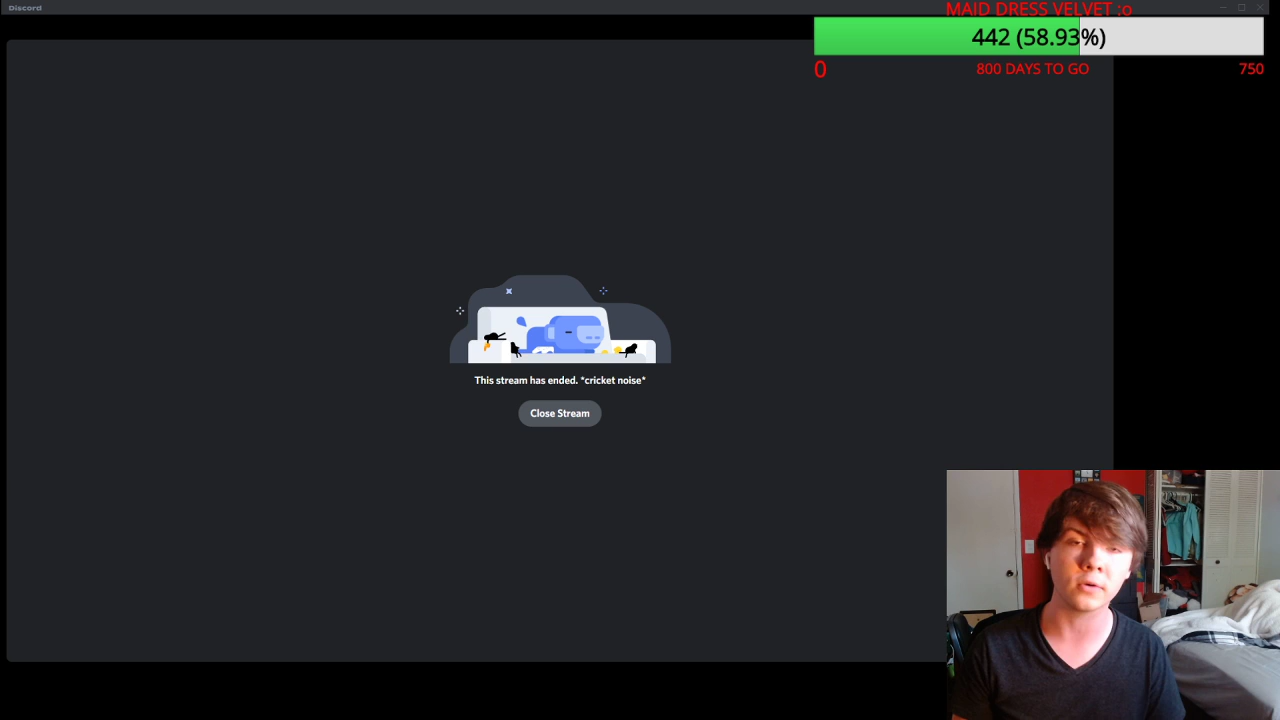 Discord
MAID DRESS VELVET :o
442 (58.93%)
0
800 DAYS TO GO
750
This stream has ended. *cricket noise*
Close Stream